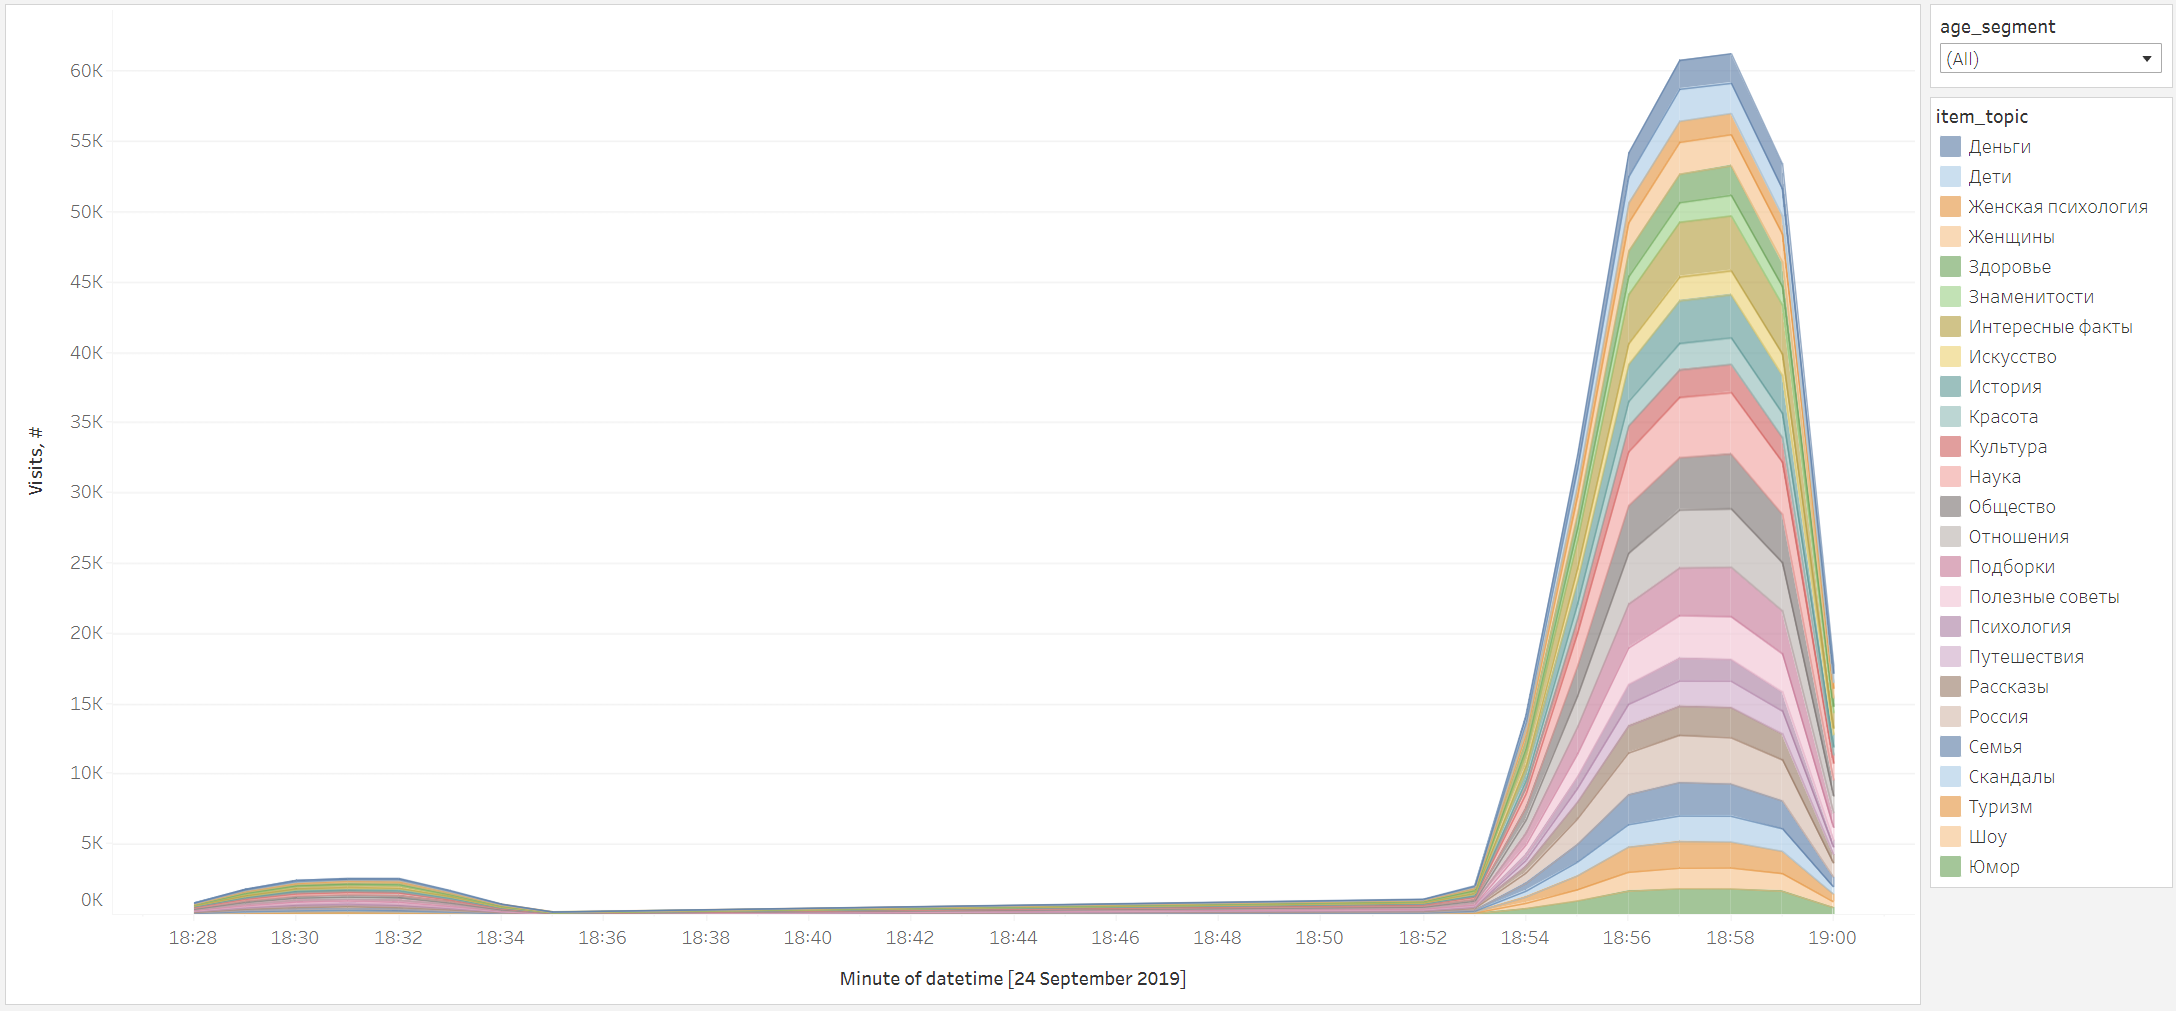 60K
55K
50K
45K
40K
35K
30K
25K
20K
15K
10K
5K
0K
Visits, #
18:28 18:30 18:32 18:34 18:36 18:38 18:40 18:42 18:44 18:46 18:48 18:50 18:52 18:54 18:56 18:58 19:00
Minute of datetime [24 September 2019]
age_segment
(All)
item_topic
Деньги
Дети
Женская психология
Женщины
Здоровье
Знаменитости
Интересные факты
Искусство
История
Красота
Культура
Наука
Общество
Отношения
Подборки
Полезные советы
Психология
Путешествия
Рассказы
Россия
Семья
Скандалы
Туризм
Шоу
Юмор